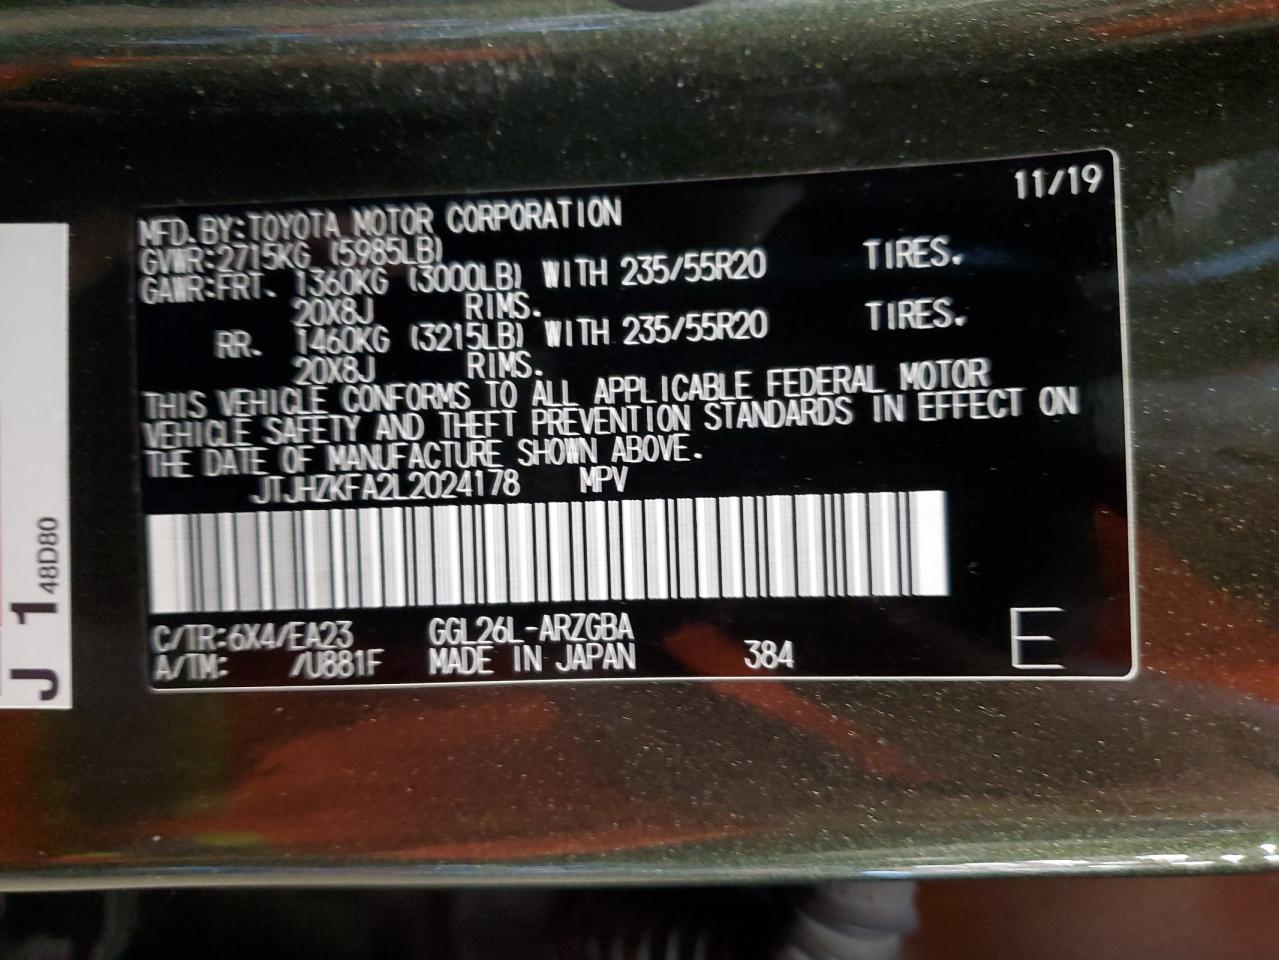 11/19
MFD.BY:TOYOTA MOTOR CORPORATION
GVWR:2715KG (5985LB)
GAWR:FRT. 1360KG (3000LB) WITH 235/55R20 TIRES.
20X8J RIMS.
RR. 1460KG (3215LB) WITH 235/55R20 TIRES.
20X8J RIMS.
THIS VEHICLE CONFORMS TO ALL APPLICABLE FEDERAL MOTOR
VEHICLE SAFETY AND THEFT PREVENTION STANDARDS IN EFFECT ON
THE DATE OF MANUFACTURE SHOWN ABOVE.
JTJHZKFA2L2024178 MPV
C/TR:6X4/EA23 GGL26L-ARZGBA
A/TM: /U881F MADE IN JAPAN 384 E
J 1 48D80